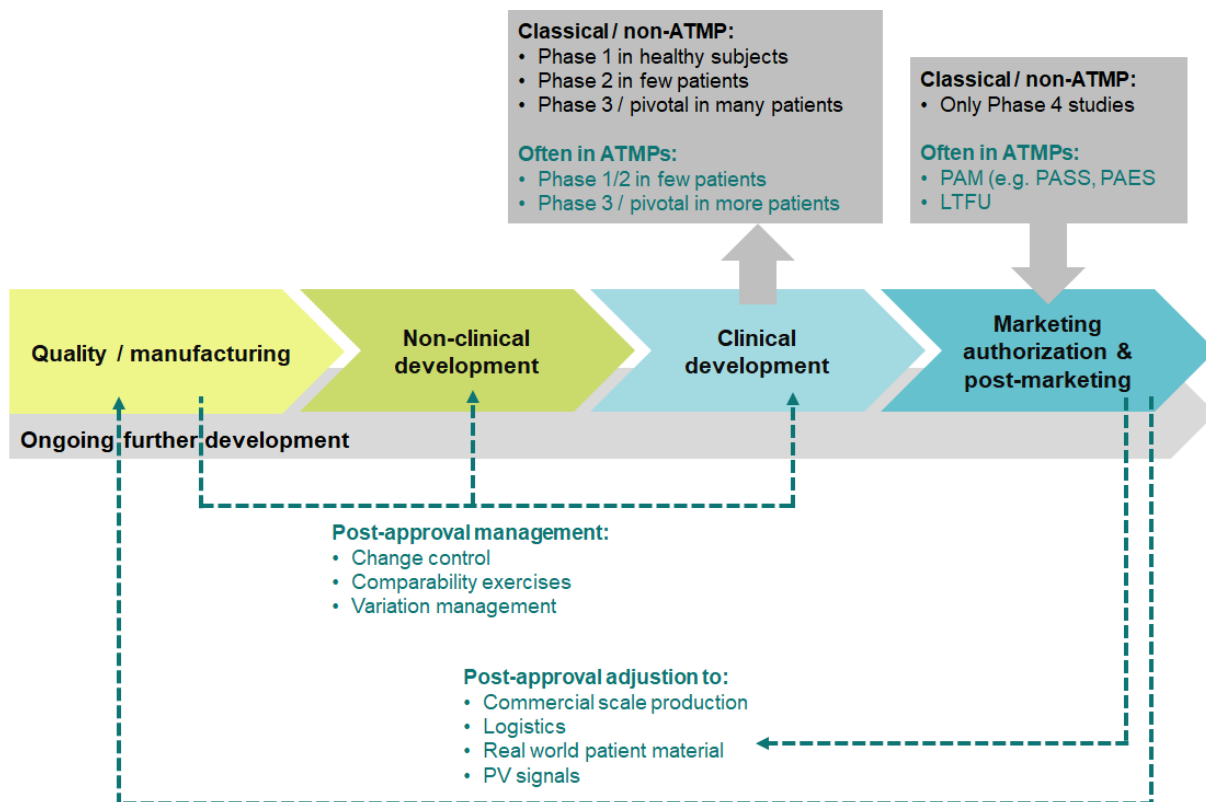 Classical / non-ATMP:
• Phase 1 in healthy subjects
• Phase 2 in few patients
• Phase 3 / pivotal in many patients
Often in ATMPs:
• Phase 1/2 in few patients
• Phase 3 / pivotal in more patients
Classical / non-ATMP:
• Only Phase 4 studies
Often in ATMPs:
• PAM (e.g. PASS, PAES
• LTFU
Quality / manufacturing
Non-clinical
development
Clinical
development
Marketing
authorization &
post-marketing
Ongoing further development
Post-approval management:
• Change control
• Comparability exercises
• Variation management
Post-approval adjustion to:
• Commercial scale production
• Logistics
• Real world patient material
• PV signals